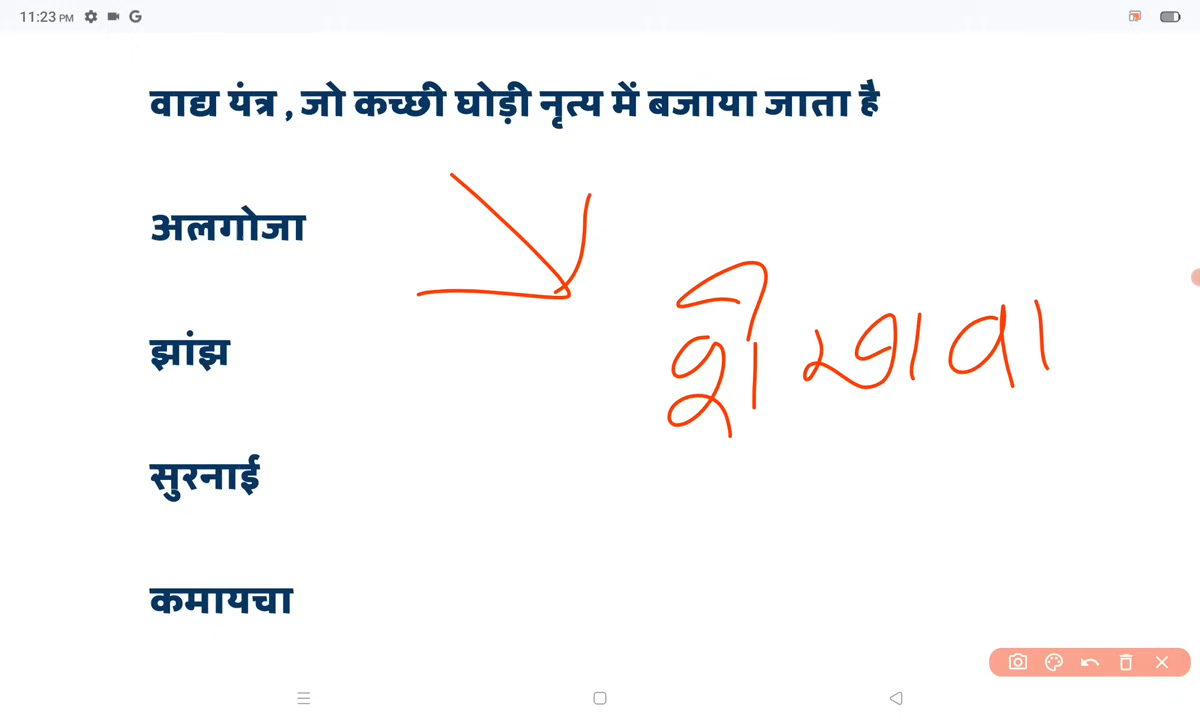 11:23 PM
वाद्य यंत्र , जो कच्छी घोड़ी नृत्य में बजाया जाता है
अलगोजा
झांझ
सुरनाई
कमायचा